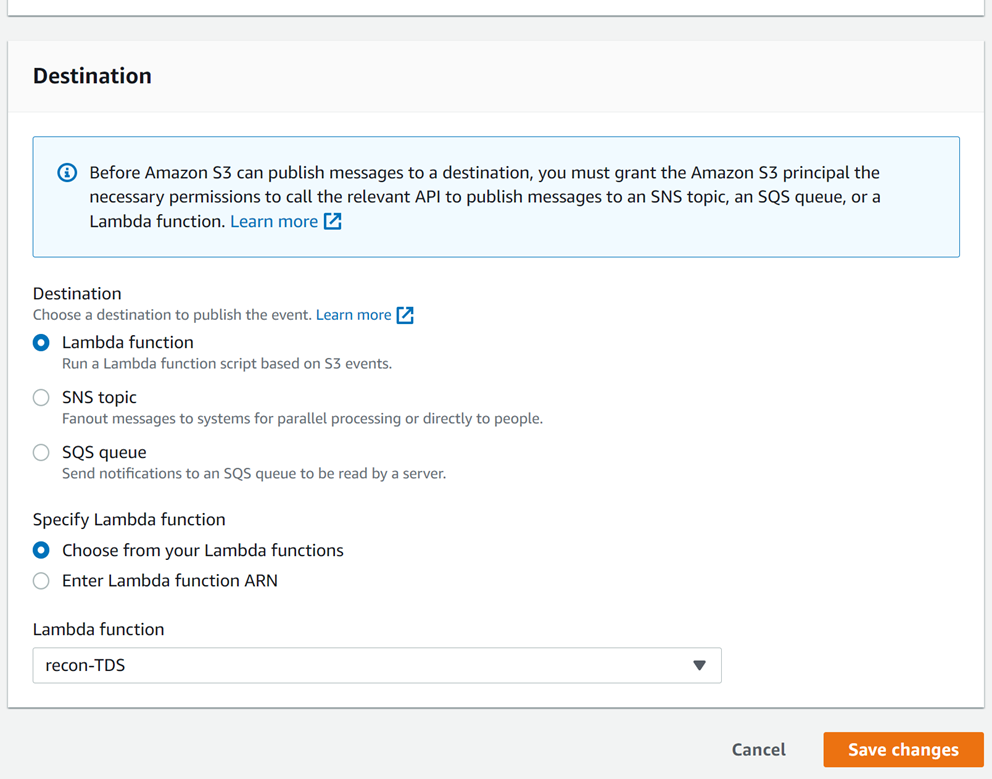 Destination
Before Amazon S3 can publish messages to a destination, you must grant the Amazon S3 principal the
necessary permissions to call the relevant API to publish messages to an SNS topic, an SQS queue, or a
Lambda function. Learn more
Destination
Choose a destination to publish the event. Learn more
Lambda function
Run a Lambda function script based on S3 events.
SNS topic
Fanout messages to systems for parallel processing or directly to people.
SQS queue
Send notifications to an SQS queue to be read by a server.
Specify Lambda function
Choose from your Lambda functions
Enter Lambda function ARN
Lambda function
recon-TDS
Cancel Save changes